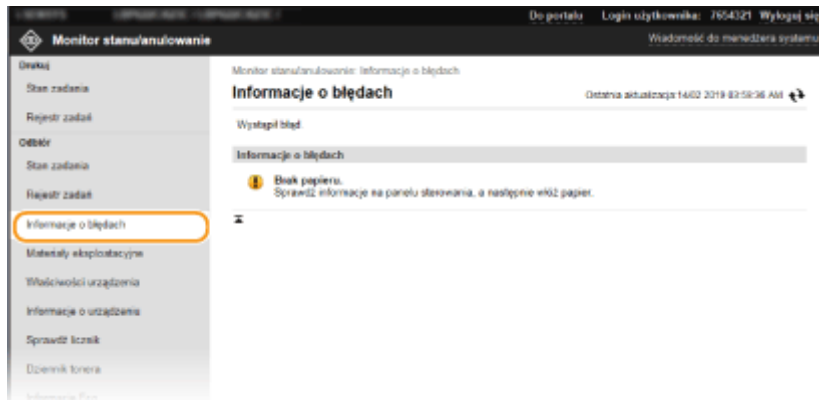 Do portalu Login użytkownika: 7654321 Wyloguj się
Monitor stanu/anulowanie Wiadomość do menedżera systemu
Drukuj
Stan zadania
Rejestr zadań
Odbiór
Stan zadania
Rejestr zadań
Informacje o błędach
Materiały eksploatacyjne
Właściwości urządzenia
Informacje o urządzeniu
Sprawdź licznik
Dziennik tonera
Informacje Eco
Monitor stanu/anulowanie: Informacje o błędach
Informacje o błędach
Ostatnia aktualizacja:14/02 2019 03:58:36 AM
Wystąpił błąd.
Informacje o błędach
Brak papieru.
Sprawdź informacje na panelu sterowania, a następnie włóż papier.